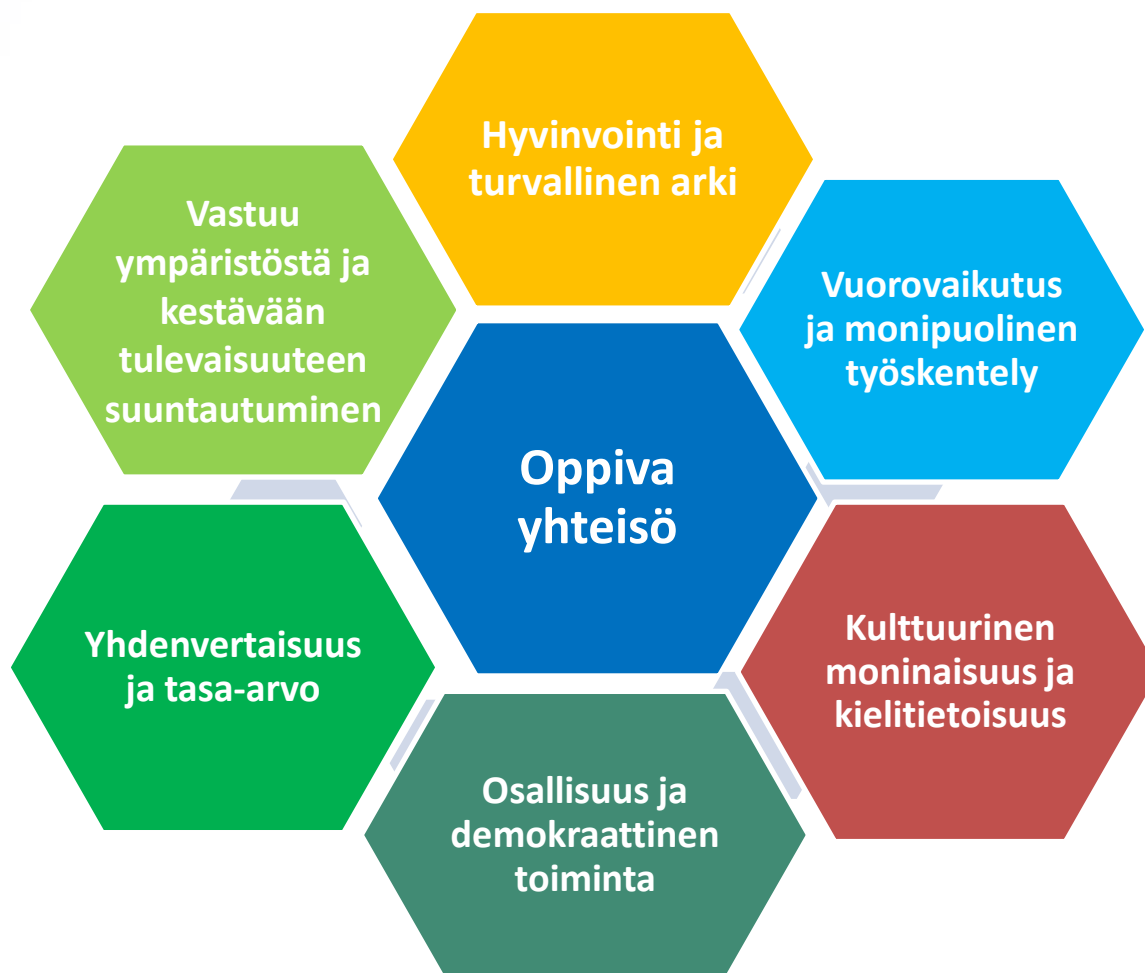 Hyvinvointi ja
turvallinen arki
Vastuu
ympäristöstä ja
kestävään
tulevaisuuteen
suuntautuminen
Vuorovaikutus
ja monipuolinen
työskentely
Oppiva
yhteisö
Yhdenvertaisuus
ja tasa-arvo
Kulttuurinen
moninaisuus ja
kielitietoisuus
Osallisuus ja
demokraattinen
toiminta